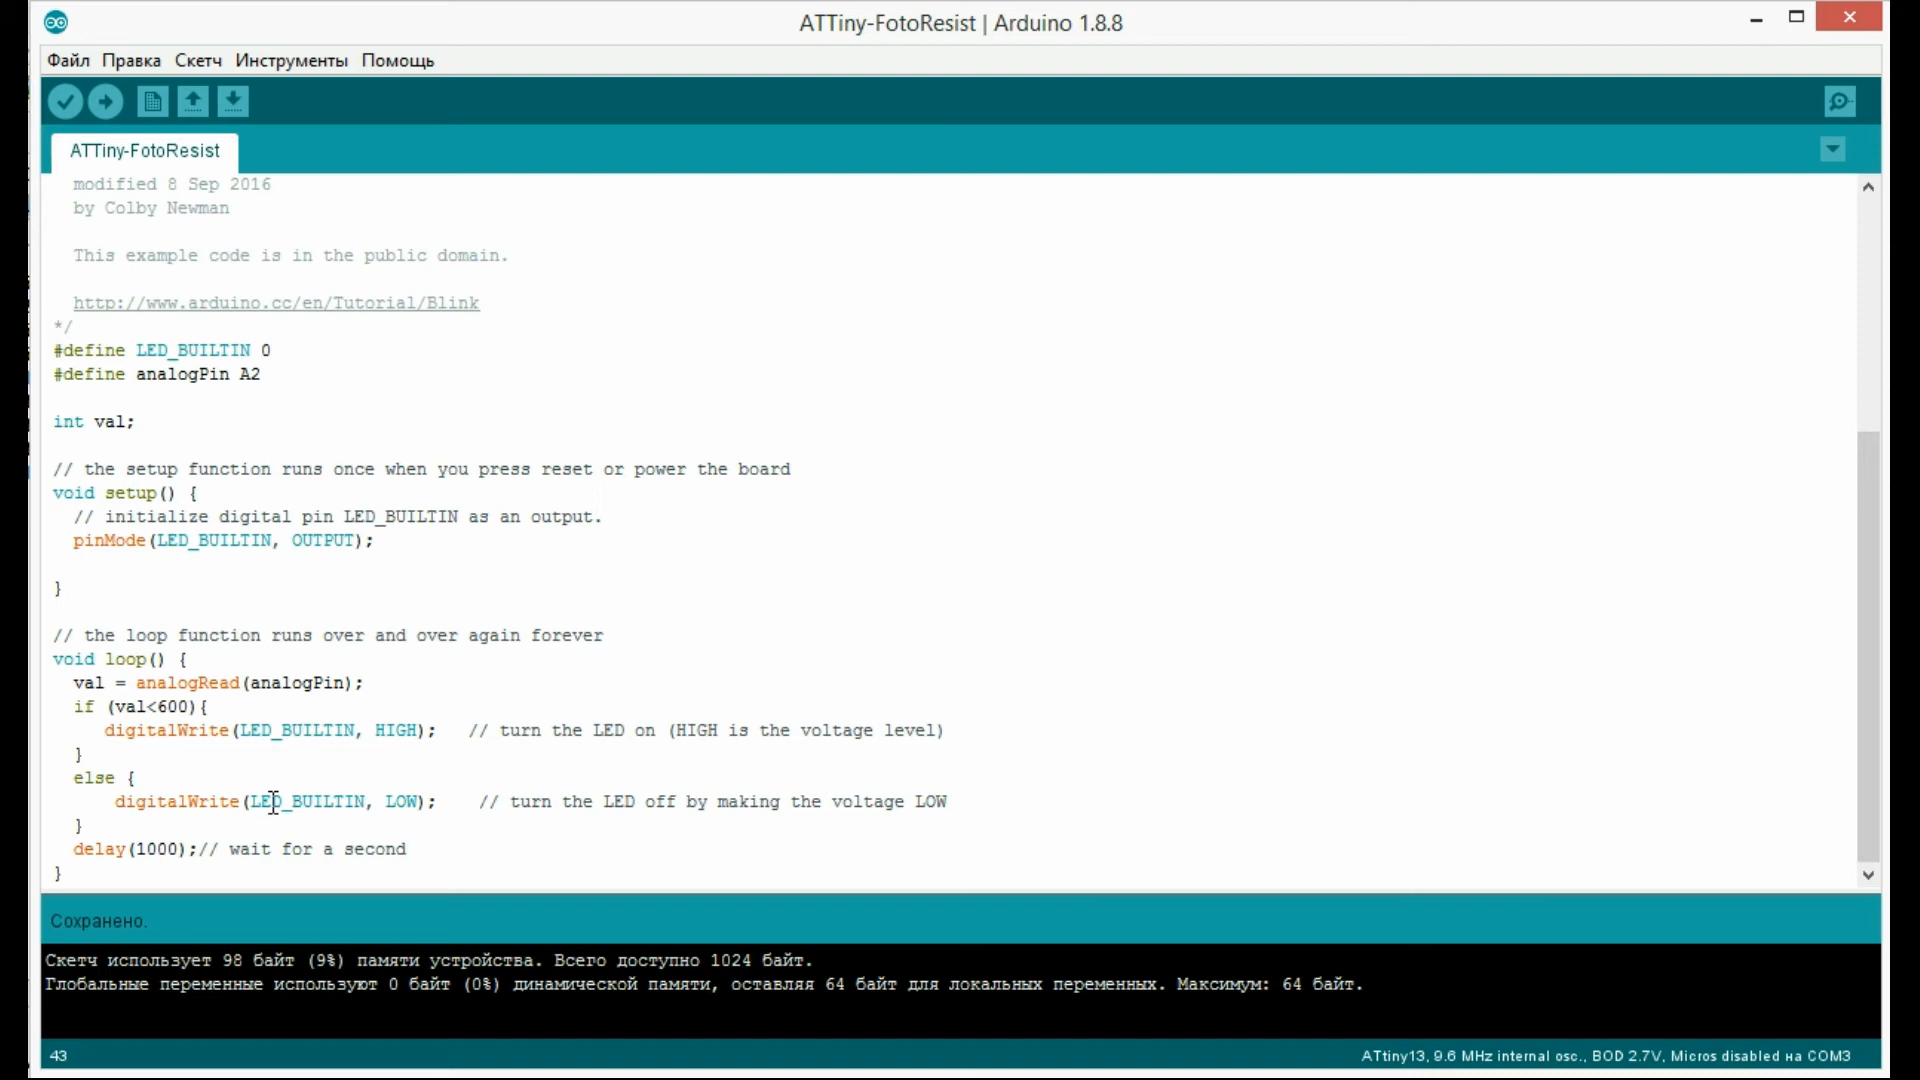 ATTiny-FotoResist | Arduino 1.8.8
Файл Правка Скетч Инструменты Помощь
ATTiny-FotoResist
modified 8 Sep 2016
by Colby Newman
This example code is in the public domain.
http://www.arduino.cc/en/Tutorial/Blink
*/
#define LED_BUILTIN 0
#define analogPin A2
int val;
// the setup function runs once when you press reset or power the board
void setup() {
// initialize digital pin LED_BUILTIN as an output.
pinMode(LED_BUILTIN, OUTPUT);
}
// the loop function runs over and over again forever
void loop() {
val = analogRead(analogPin);
if (val<600){
digitalWrite(LED_BUILTIN, HIGH);   // turn the LED on (HIGH is the voltage level)
}
else {
digitalWrite(LED_BUILTIN, LOW);    // turn the LED off by making the voltage LOW
}
delay(1000);// wait for a second
}
Сохранено.
Скетч использует 98 байт (9%) памяти устройства. Всего доступно 1024 байт.
Глобальные переменные используют 0 байт (0%) динамической памяти, оставляя 64 байт для локальных переменных. Максимум: 64 байт.
43
ATtiny13, 9.6 MHz internal osc., BOD 2.7V, Micros disabled на COM3